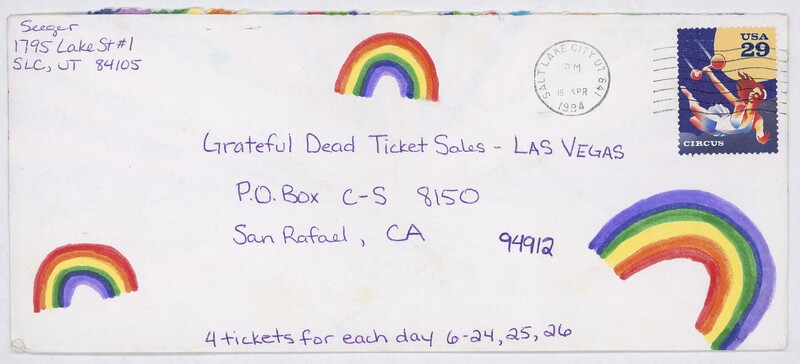 Seeger
1795 Lake St #1
SLC, UT 84105
SALT LAKE CITY UT 841
PM
15 APR
1994
USA
29
CIRCUS
Grateful Dead Ticket Sales - LAS VEGAS
P.O. Box C-S 8150
San Rafael, CA 94912
4 tickets for each day 6-24, 25, 26